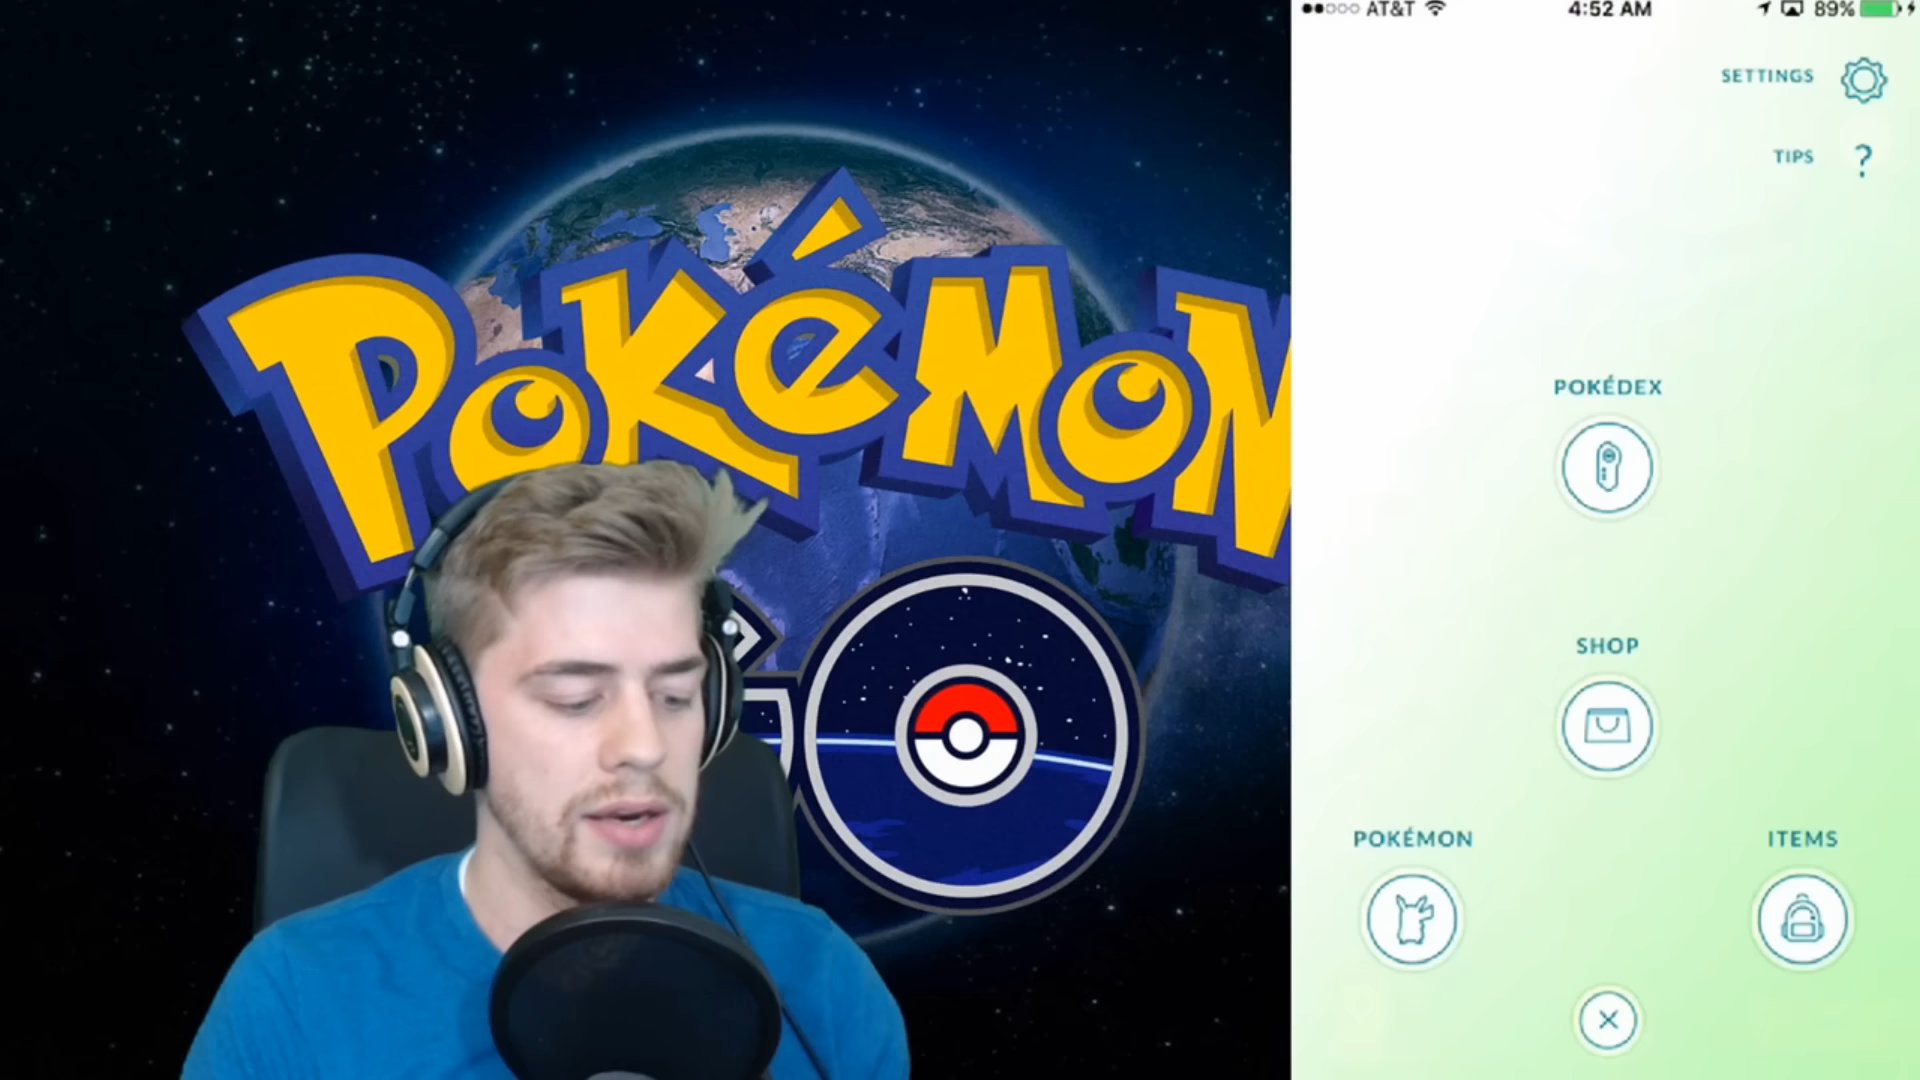 POKÉMON
GO
AT&T
4:52 AM
89%
SETTINGS
TIPS ?
POKÉDEX
SHOP
POKÉMON
ITEMS